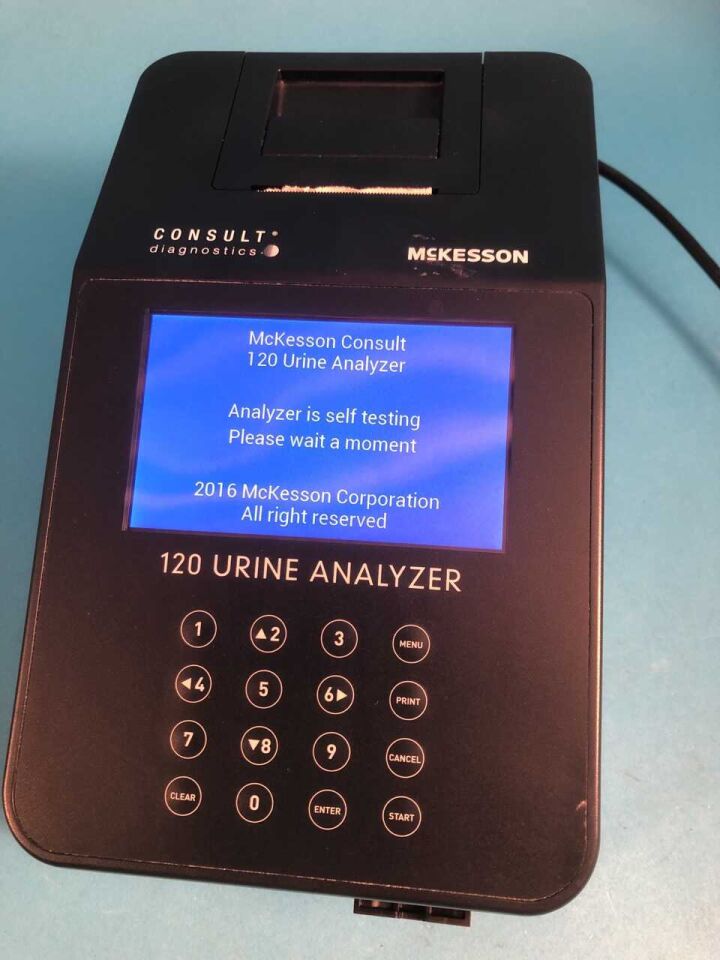 CONSULT
diagnostics
McKESSON
McKesson Consult
120 Urine Analyzer
Analyzer is self testing
Please wait a moment
2016 McKesson Corporation
All right reserved
120 URINE ANALYZER
1 ▲2 3 MENU
◀4 5 6▶ PRINT
7 ▼8 9 CANCEL
CLEAR 0 ENTER START